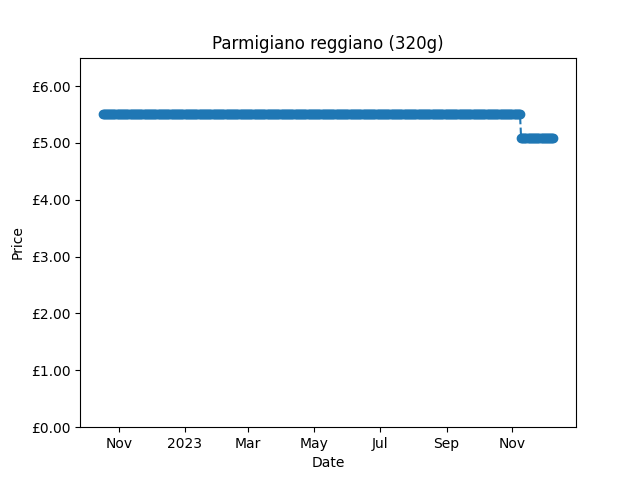 Parmigiano reggiano (320g)
£6.00
£5.00
£4.00
£3.00
£2.00
£1.00
£0.00
Price
Nov 2023 Mar May Jul Sep Nov
Date